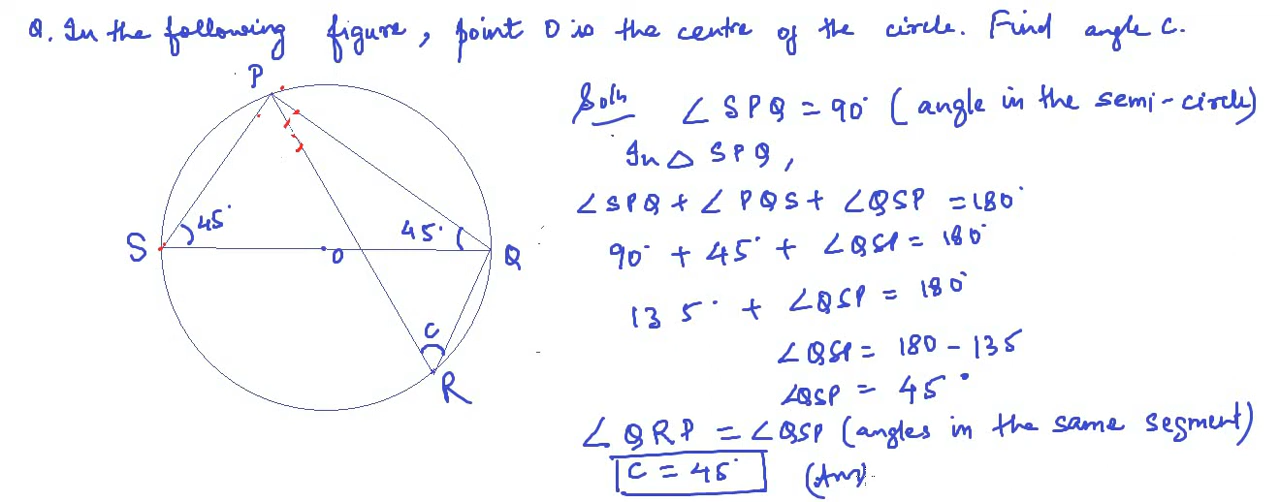 Q. In the following figure, point O is the centre of the circle. Find angle C.
P
Soln ∠SPQ = 90° (angle in the semi-circle)
In △ SPQ,
∠SPQ + ∠PQS + ∠QSP = 180°
45°
45°
S
O
Q
90° + 45° + ∠QSP = 180°
135° + ∠QSP = 180°
C
∠QSP = 180 - 135
R
∠QSP = 45°
∠QRP = ∠QSP (angles in the same segment)
C = 45° (Ans)